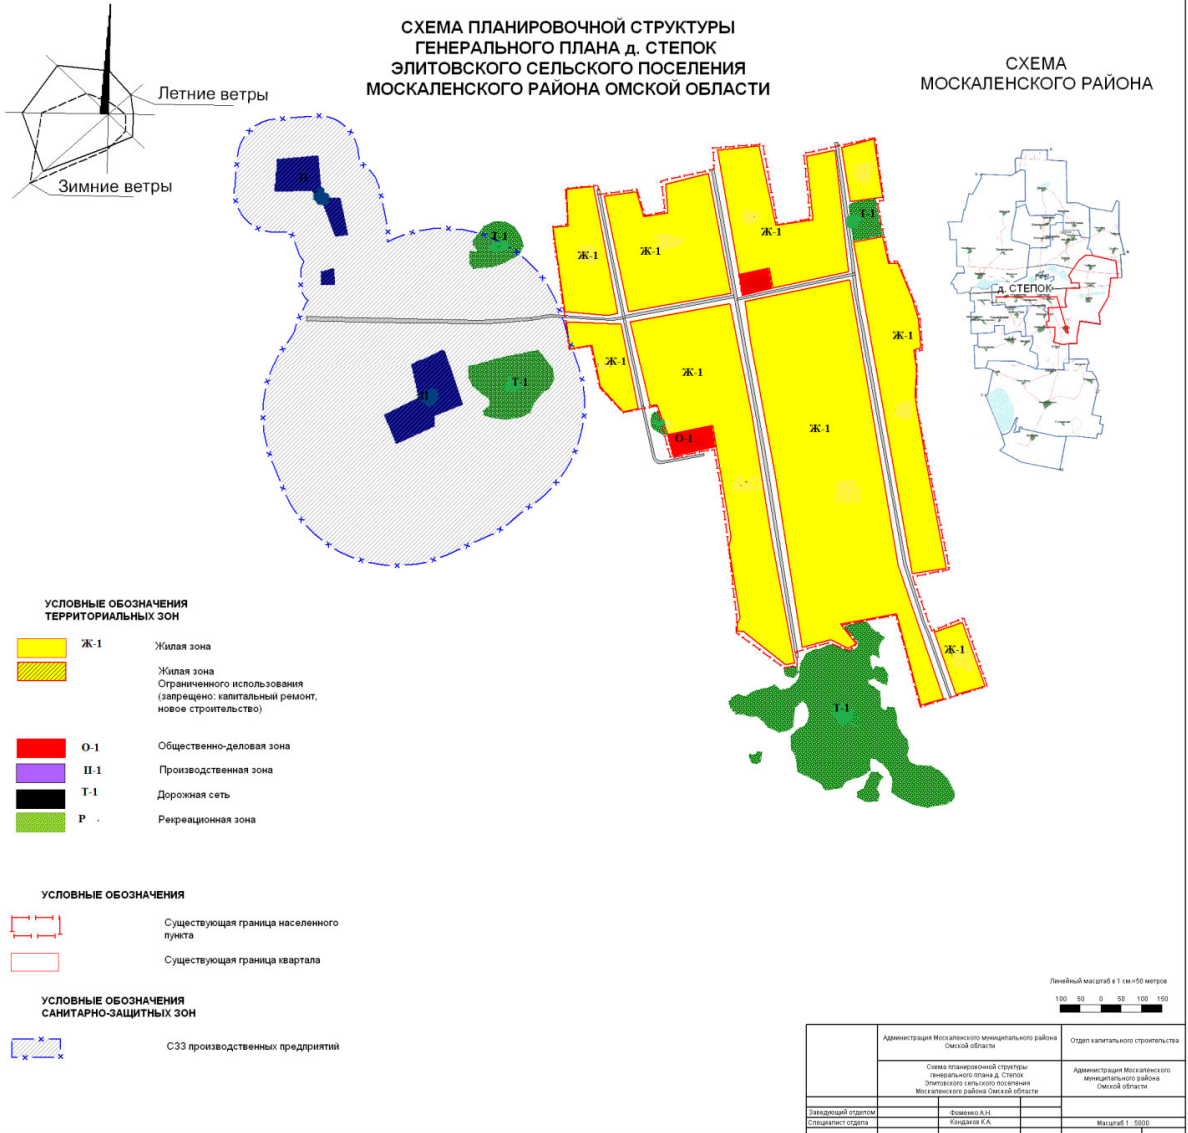 СХЕМА ПЛАНИРОВОЧНОЙ СТРУКТУРЫ
ГЕНЕРАЛЬНОГО ПЛАНА д. СТЕПОК
ЭЛИТОВСКОГО СЕЛЬСКОГО ПОСЕЛЕНИЯ
МОСКАЛЕНСКОГО РАЙОНА ОМСКОЙ ОБЛАСТИ
СХЕМА
МОСКАЛЕНСКОГО РАЙОНА
Летние ветры
Зимние ветры
П
Т-1
Т-1
Ж-1
Ж-1
Ж-1
Т-1
д. СТЕПОК
Ж-1
Ж-1
Ж-1
Т-1
П
Ж-1
О-1
Ж-1
Т-1
УСЛОВНЫЕ ОБОЗНАЧЕНИЯ
ТЕРРИТОРИАЛЬНЫХ ЗОН
Ж-1 Жилая зона
Жилая зона
Ограниченного использования
(запрещено: капитальный ремонт,
новое строительство)
О-1 Общественно-деловая зона
П-1 Производственная зона
Т-1 Дорожная сеть
Р . Рекреационная зона
УСЛОВНЫЕ ОБОЗНАЧЕНИЯ
Существующая граница населенного
пункта
Существующая граница квартала
УСЛОВНЫЕ ОБОЗНАЧЕНИЯ
САНИТАРНО-ЗАЩИТНЫХ ЗОН
СЗЗ производственных предприятий
Линейный масштаб в 1 см.=50 метров
100 50 0 50 100 150
Администрация Москаленского муниципального района
Омской области
Отдел капитального строительства
Схема планировочной структуры
генерального плана д. Степок
Элитовского сельского поселения
Москаленского района Омской области
Администрация Москаленского
муниципального района
Омской области
Заведующий отделом Фоменко А.Н.
Специалист отдела Кондаков К.А. Масштаб 1 : 5000